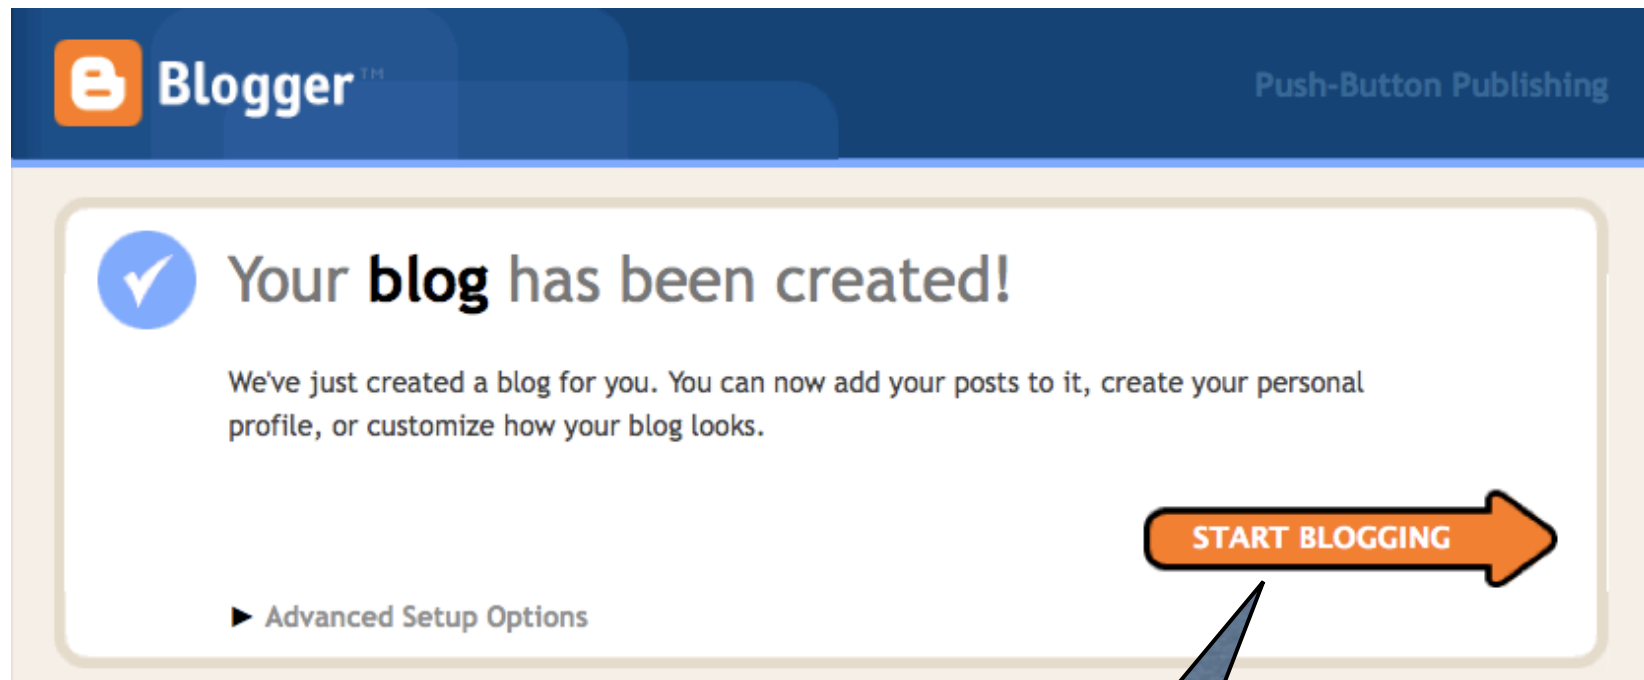 Blogger™
Push-Button Publishing
Your blog has been created!
We've just created a blog for you. You can now add your posts to it, create your personal
profile, or customize how your blog looks.
START BLOGGING
► Advanced Setup Options